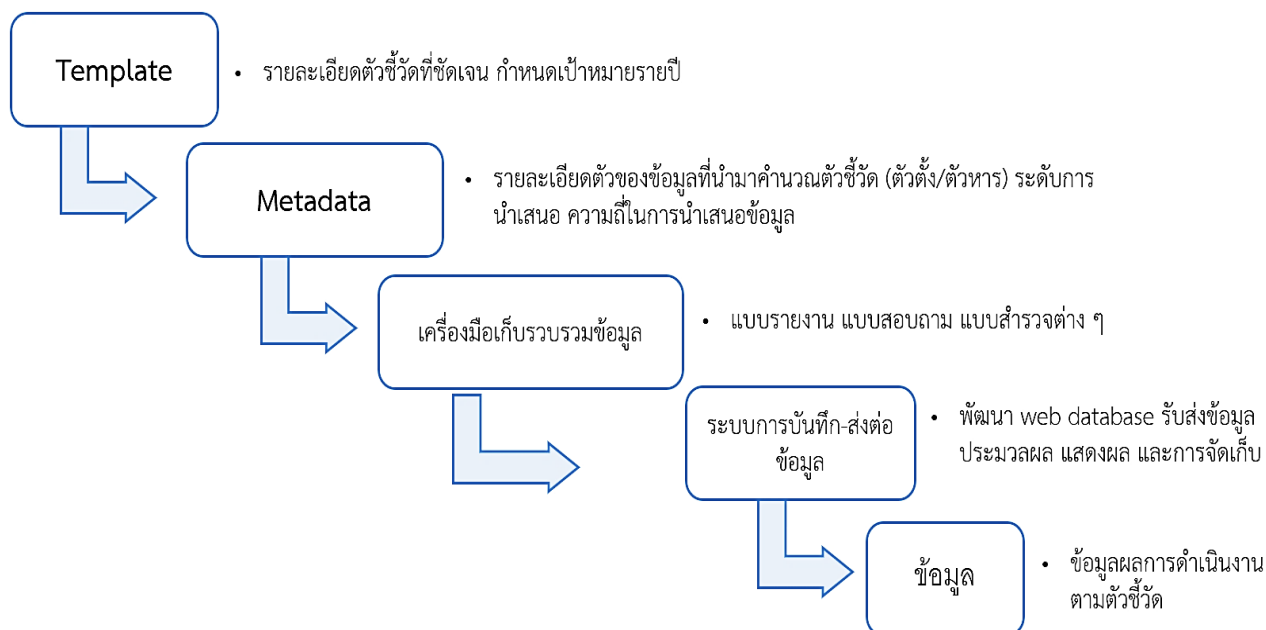 Template
• รายละเอียดตัวชี้วัดที่ชัดเจน กำหนดเป้าหมายรายปี
Metadata
• รายละเอียดตัวของข้อมูลที่นำมาคำนวณตัวชี้วัด (ตัวตั้ง/ตัวหาร) ระดับการ
นำเสนอ ความถี่ในการนำเสนอข้อมูล
เครื่องมือเก็บรวบรวมข้อมูล
• แบบรายงาน แบบสอบถาม แบบสำรวจต่าง ๆ
ระบบการบันทึก-ส่งต่อ
ข้อมูล
• พัฒนา web database รับส่งข้อมูล
ประมวลผล แสดงผล และการจัดเก็บ
ข้อมูล
• ข้อมูลผลการดำเนินงาน
ตามตัวชี้วัด